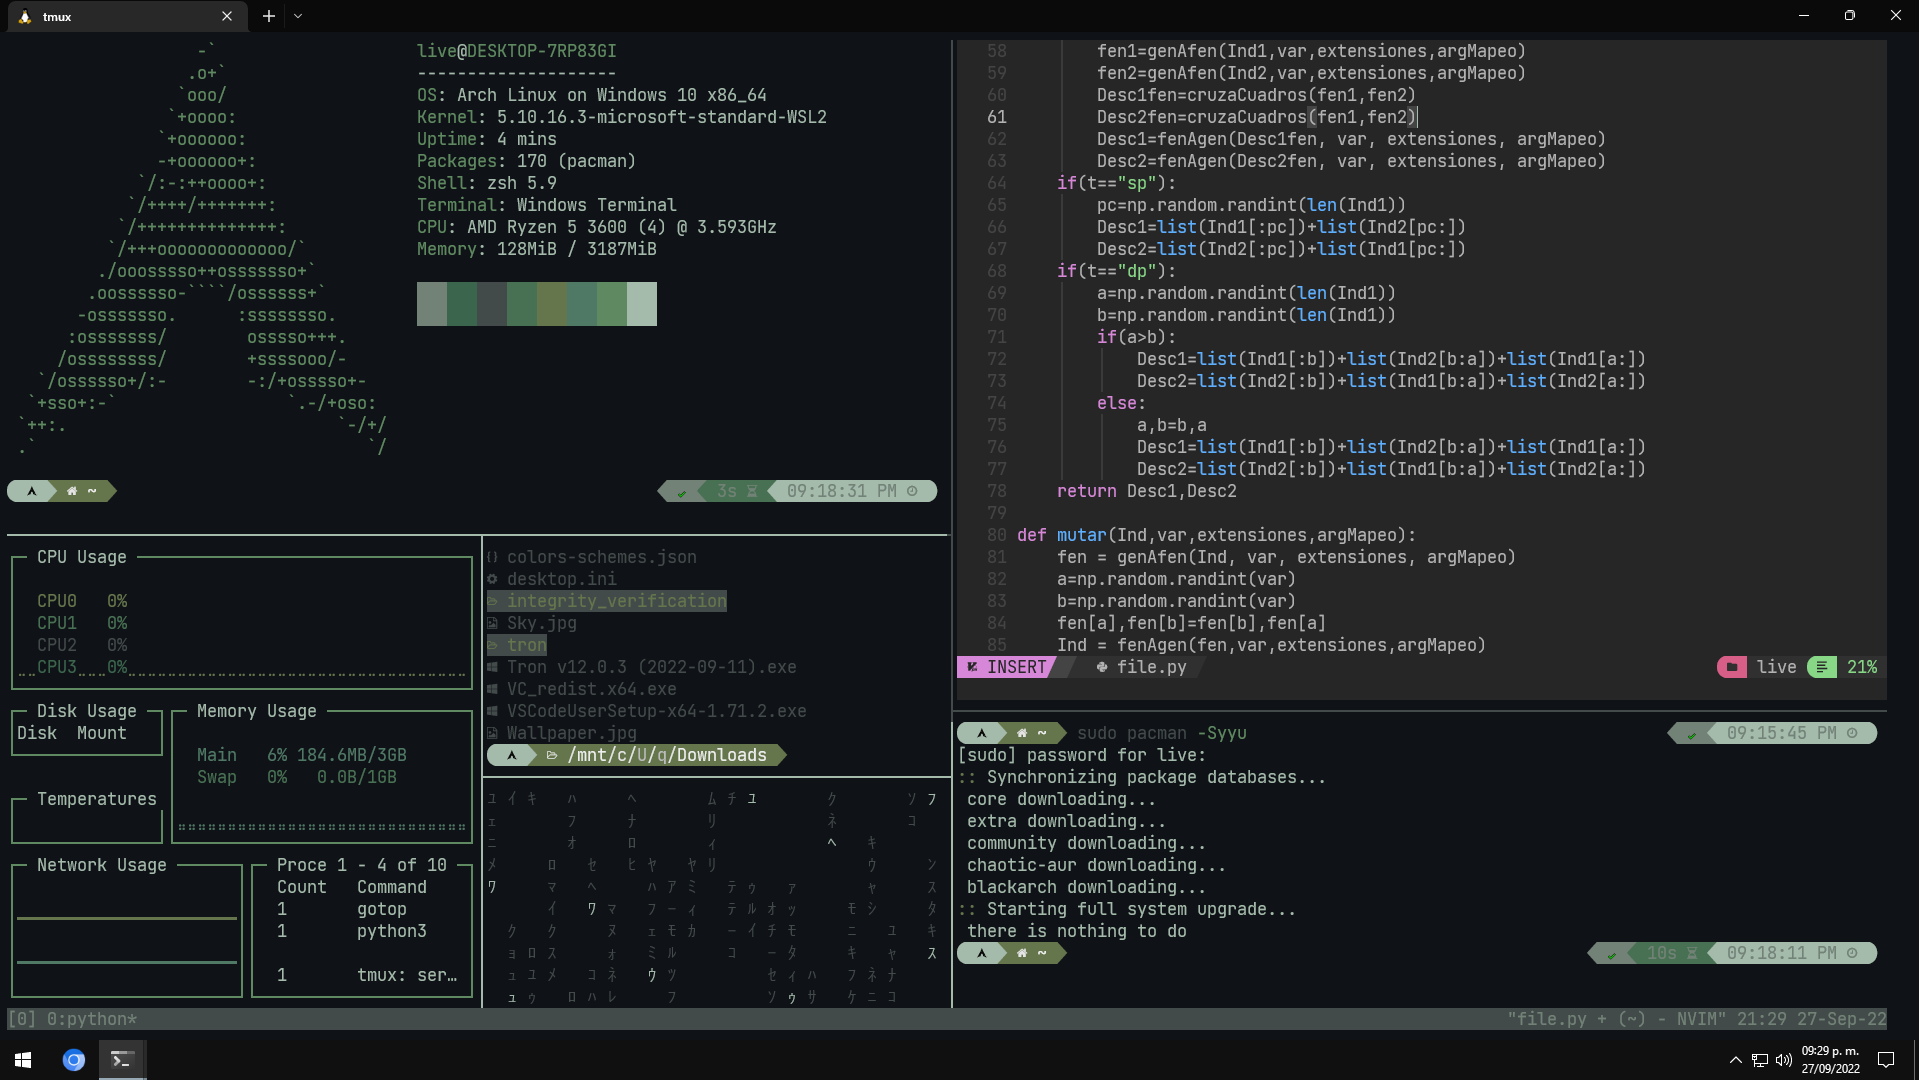 tmux
live@DESKTOP-7RP83GI
--------------------
OS: Arch Linux on Windows 10 x86_64
Kernel: 5.10.16.3-microsoft-standard-WSL2
Uptime: 4 mins
Packages: 170 (pacman)
Shell: zsh 5.9
Terminal: Windows Terminal
CPU: AMD Ryzen 5 3600 (4) @ 3.593GHz
Memory: 128MiB / 3187MiB
~
3s 09:18:31 PM
CPU Usage
CPU0 0%
CPU1 0%
CPU2 0%
CPU3 0%
Disk Usage
Disk Mount
Memory Usage
Main 6% 184.6MB/3GB
Swap 0% 0.0B/1GB
Temperatures
Network Usage
Proce 1 - 4 of 10
Count Command
1 gotop
1 python3
1 tmux: ser…
colors-schemes.json
desktop.ini
integrity_verification
Sky.jpg
tron
Tron v12.0.3 (2022-09-11).exe
VC_redist.x64.exe
VSCodeUserSetup-x64-1.71.2.exe
Wallpaper.jpg
/mnt/c/U/q/Downloads
58 fen1=genAfen(Ind1,var,extensiones,argMapeo)
59 fen2=genAfen(Ind2,var,extensiones,argMapeo)
60 Desc1fen=cruzaCuadros(fen1,fen2)
61 Desc2fen=cruzaCuadros(fen1,fen2)
62 Desc1=fenAgen(Desc1fen, var, extensiones, argMapeo)
63 Desc2=fenAgen(Desc2fen, var, extensiones, argMapeo)
64 if(t=="sp"):
65 pc=np.random.randint(len(Ind1))
66 Desc1=list(Ind1[:pc])+list(Ind2[pc:])
67 Desc2=list(Ind2[:pc])+list(Ind1[pc:])
68 if(t=="dp"):
69 a=np.random.randint(len(Ind1))
70 b=np.random.randint(len(Ind1))
71 if(a>b):
72 Desc1=list(Ind1[:b])+list(Ind2[b:a])+list(Ind1[a:])
73 Desc2=list(Ind2[:b])+list(Ind1[b:a])+list(Ind2[a:])
74 else:
75 a,b=b,a
76 Desc1=list(Ind1[:b])+list(Ind2[b:a])+list(Ind1[a:])
77 Desc2=list(Ind2[:b])+list(Ind1[b:a])+list(Ind2[a:])
78 return Desc1,Desc2
79
80 def mutar(Ind,var,extensiones,argMapeo):
81 fen = genAfen(Ind, var, extensiones, argMapeo)
82 a=np.random.randint(var)
83 b=np.random.randint(var)
84 fen[a],fen[b]=fen[b],fen[a]
85 Ind = fenAgen(fen,var,extensiones,argMapeo)
INSERT file.py live 21%
~ sudo pacman -Syyu 09:15:45 PM
[sudo] password for live:
:: Synchronizing package databases...
core downloading...
extra downloading...
community downloading...
chaotic-aur downloading...
blackarch downloading...
:: Starting full system upgrade...
there is nothing to do
~ 10s 09:18:11 PM
[0] 0:python* "file.py + (~) - NVIM" 21:29 27-Sep-22
09:29 p. m.
27/09/2022